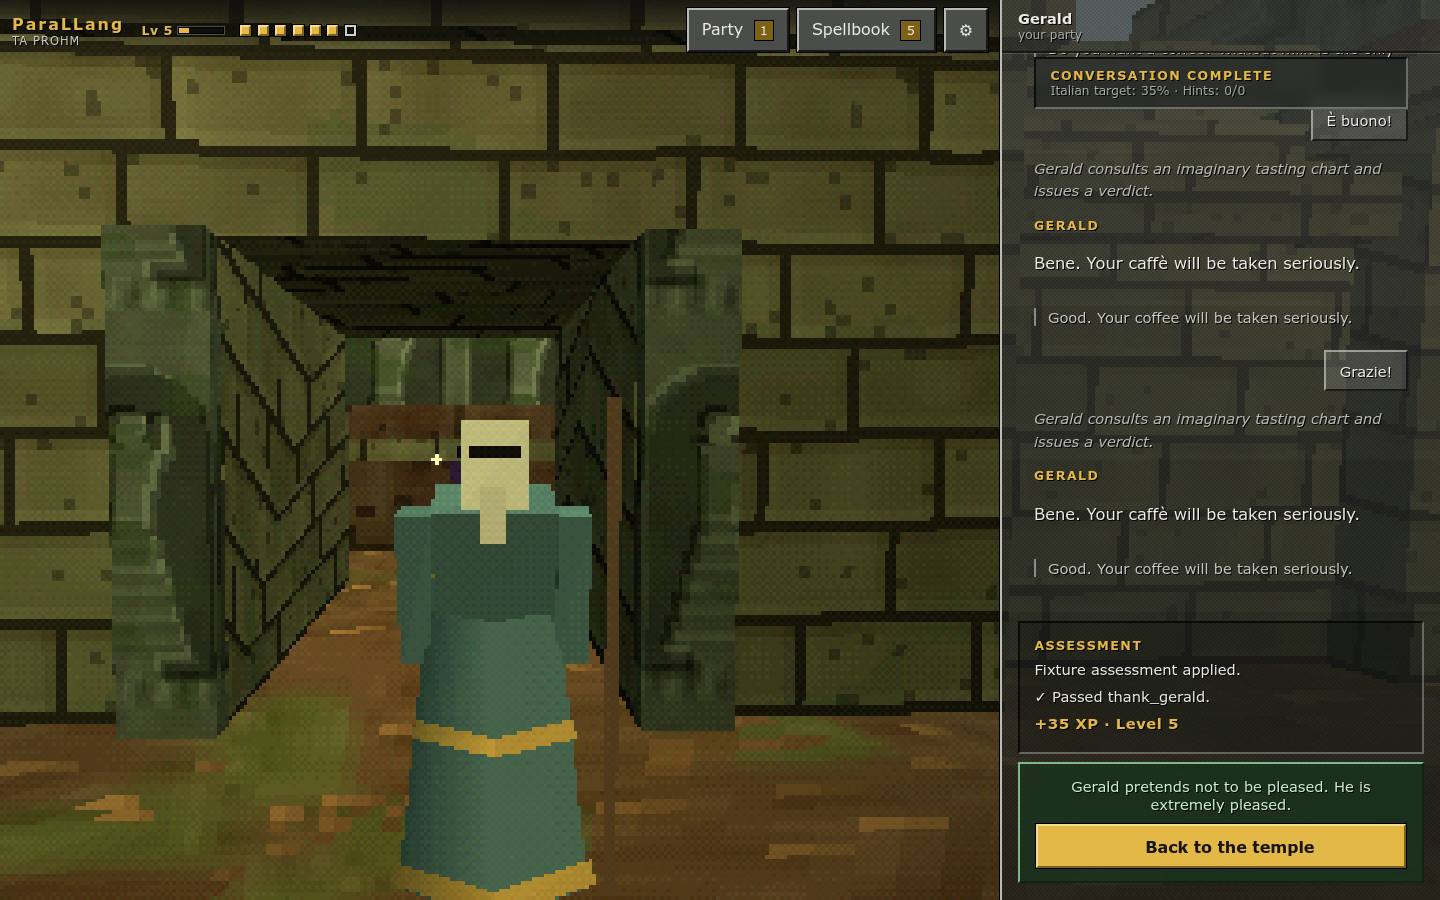 ParaLLang
TA PROHM
Lv 5
Party 1
Spellbook 5
Gerald
your party
CONVERSATION COMPLETE
Italian target: 35% · Hints: 0/0
È buono!
Gerald consults an imaginary tasting chart and
issues a verdict.
GERALD
Bene. Your caffè will be taken seriously.
Good. Your coffee will be taken seriously.
Grazie!
Gerald consults an imaginary tasting chart and
issues a verdict.
GERALD
Bene. Your caffè will be taken seriously.
Good. Your coffee will be taken seriously.
ASSESSMENT
Fixture assessment applied.
✓ Passed thank_gerald.
+35 XP · Level 5
Gerald pretends not to be pleased. He is
extremely pleased.
Back to the temple